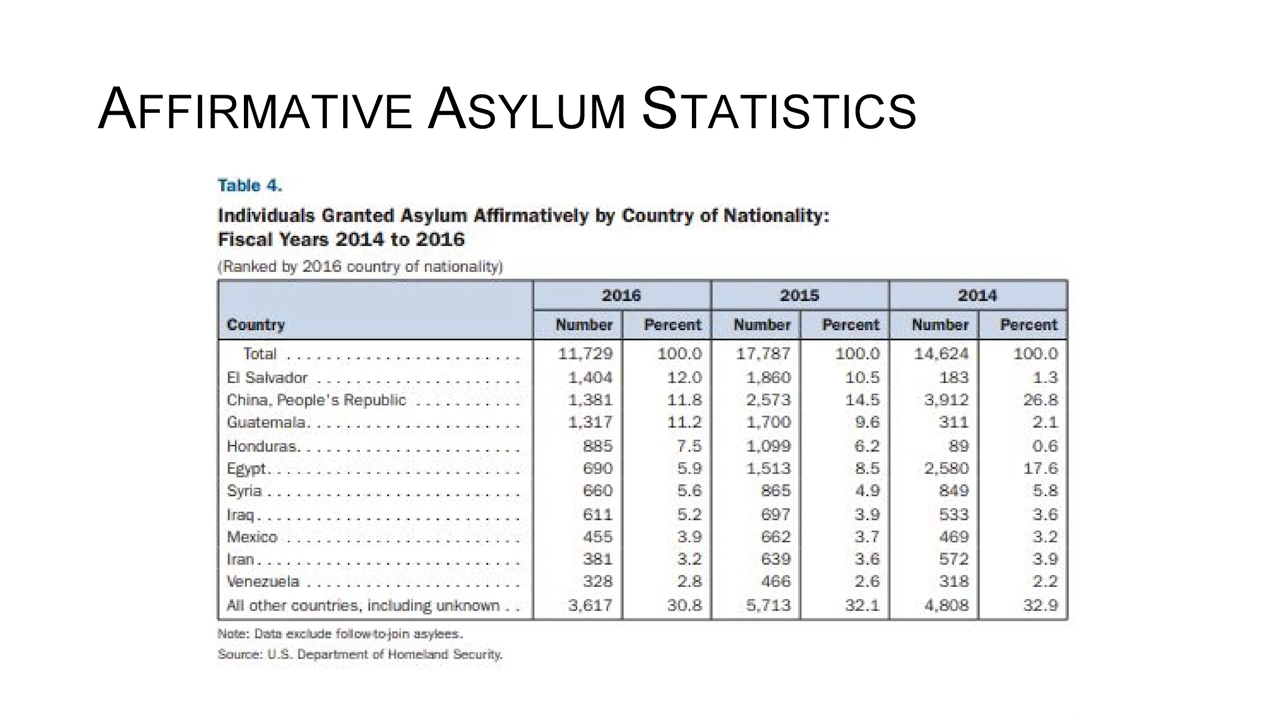 AFFIRMATIVE ASYLUM STATISTICS
Table 4.
Individuals Granted Asylum Affirmatively by Country of Nationality:
Fiscal Years 2014 to 2016
(Ranked by 2016 country of nationality)
2016 2015 2014
Country Number Percent Number Percent Number Percent
Total . . . . . . . . . . . . . . . . . . . . . . . . 11,729 100.0 17,787 100.0 14,624 100.0
El Salvador . . . . . . . . . . . . . . . . . . . . . 1,404 12.0 1,860 10.5 183 1.3
China, People's Republic . . . . . . . . . . . 1,381 11.8 2,573 14.5 3,912 26.8
Guatemala. . . . . . . . . . . . . . . . . . . . . . 1,317 11.2 1,700 9.6 311 2.1
Honduras. . . . . . . . . . . . . . . . . . . . . . . 885 7.5 1,099 6.2 89 0.6
Egypt. . . . . . . . . . . . . . . . . . . . . . . . . . 690 5.9 1,513 8.5 2,580 17.6
Syria . . . . . . . . . . . . . . . . . . . . . . . . . . 660 5.6 865 4.9 849 5.8
Iraq. . . . . . . . . . . . . . . . . . . . . . . . . . . 611 5.2 697 3.9 533 3.6
Mexico . . . . . . . . . . . . . . . . . . . . . . . . 455 3.9 662 3.7 469 3.2
Iran. . . . . . . . . . . . . . . . . . . . . . . . . . . 381 3.2 639 3.6 572 3.9
Venezuela . . . . . . . . . . . . . . . . . . . . . . 328 2.8 466 2.6 318 2.2
All other countries, including unknown . . 3,617 30.8 5,713 32.1 4,808 32.9
Note: Data exclude follow-to-join asylees.
Source: U.S. Department of Homeland Security.